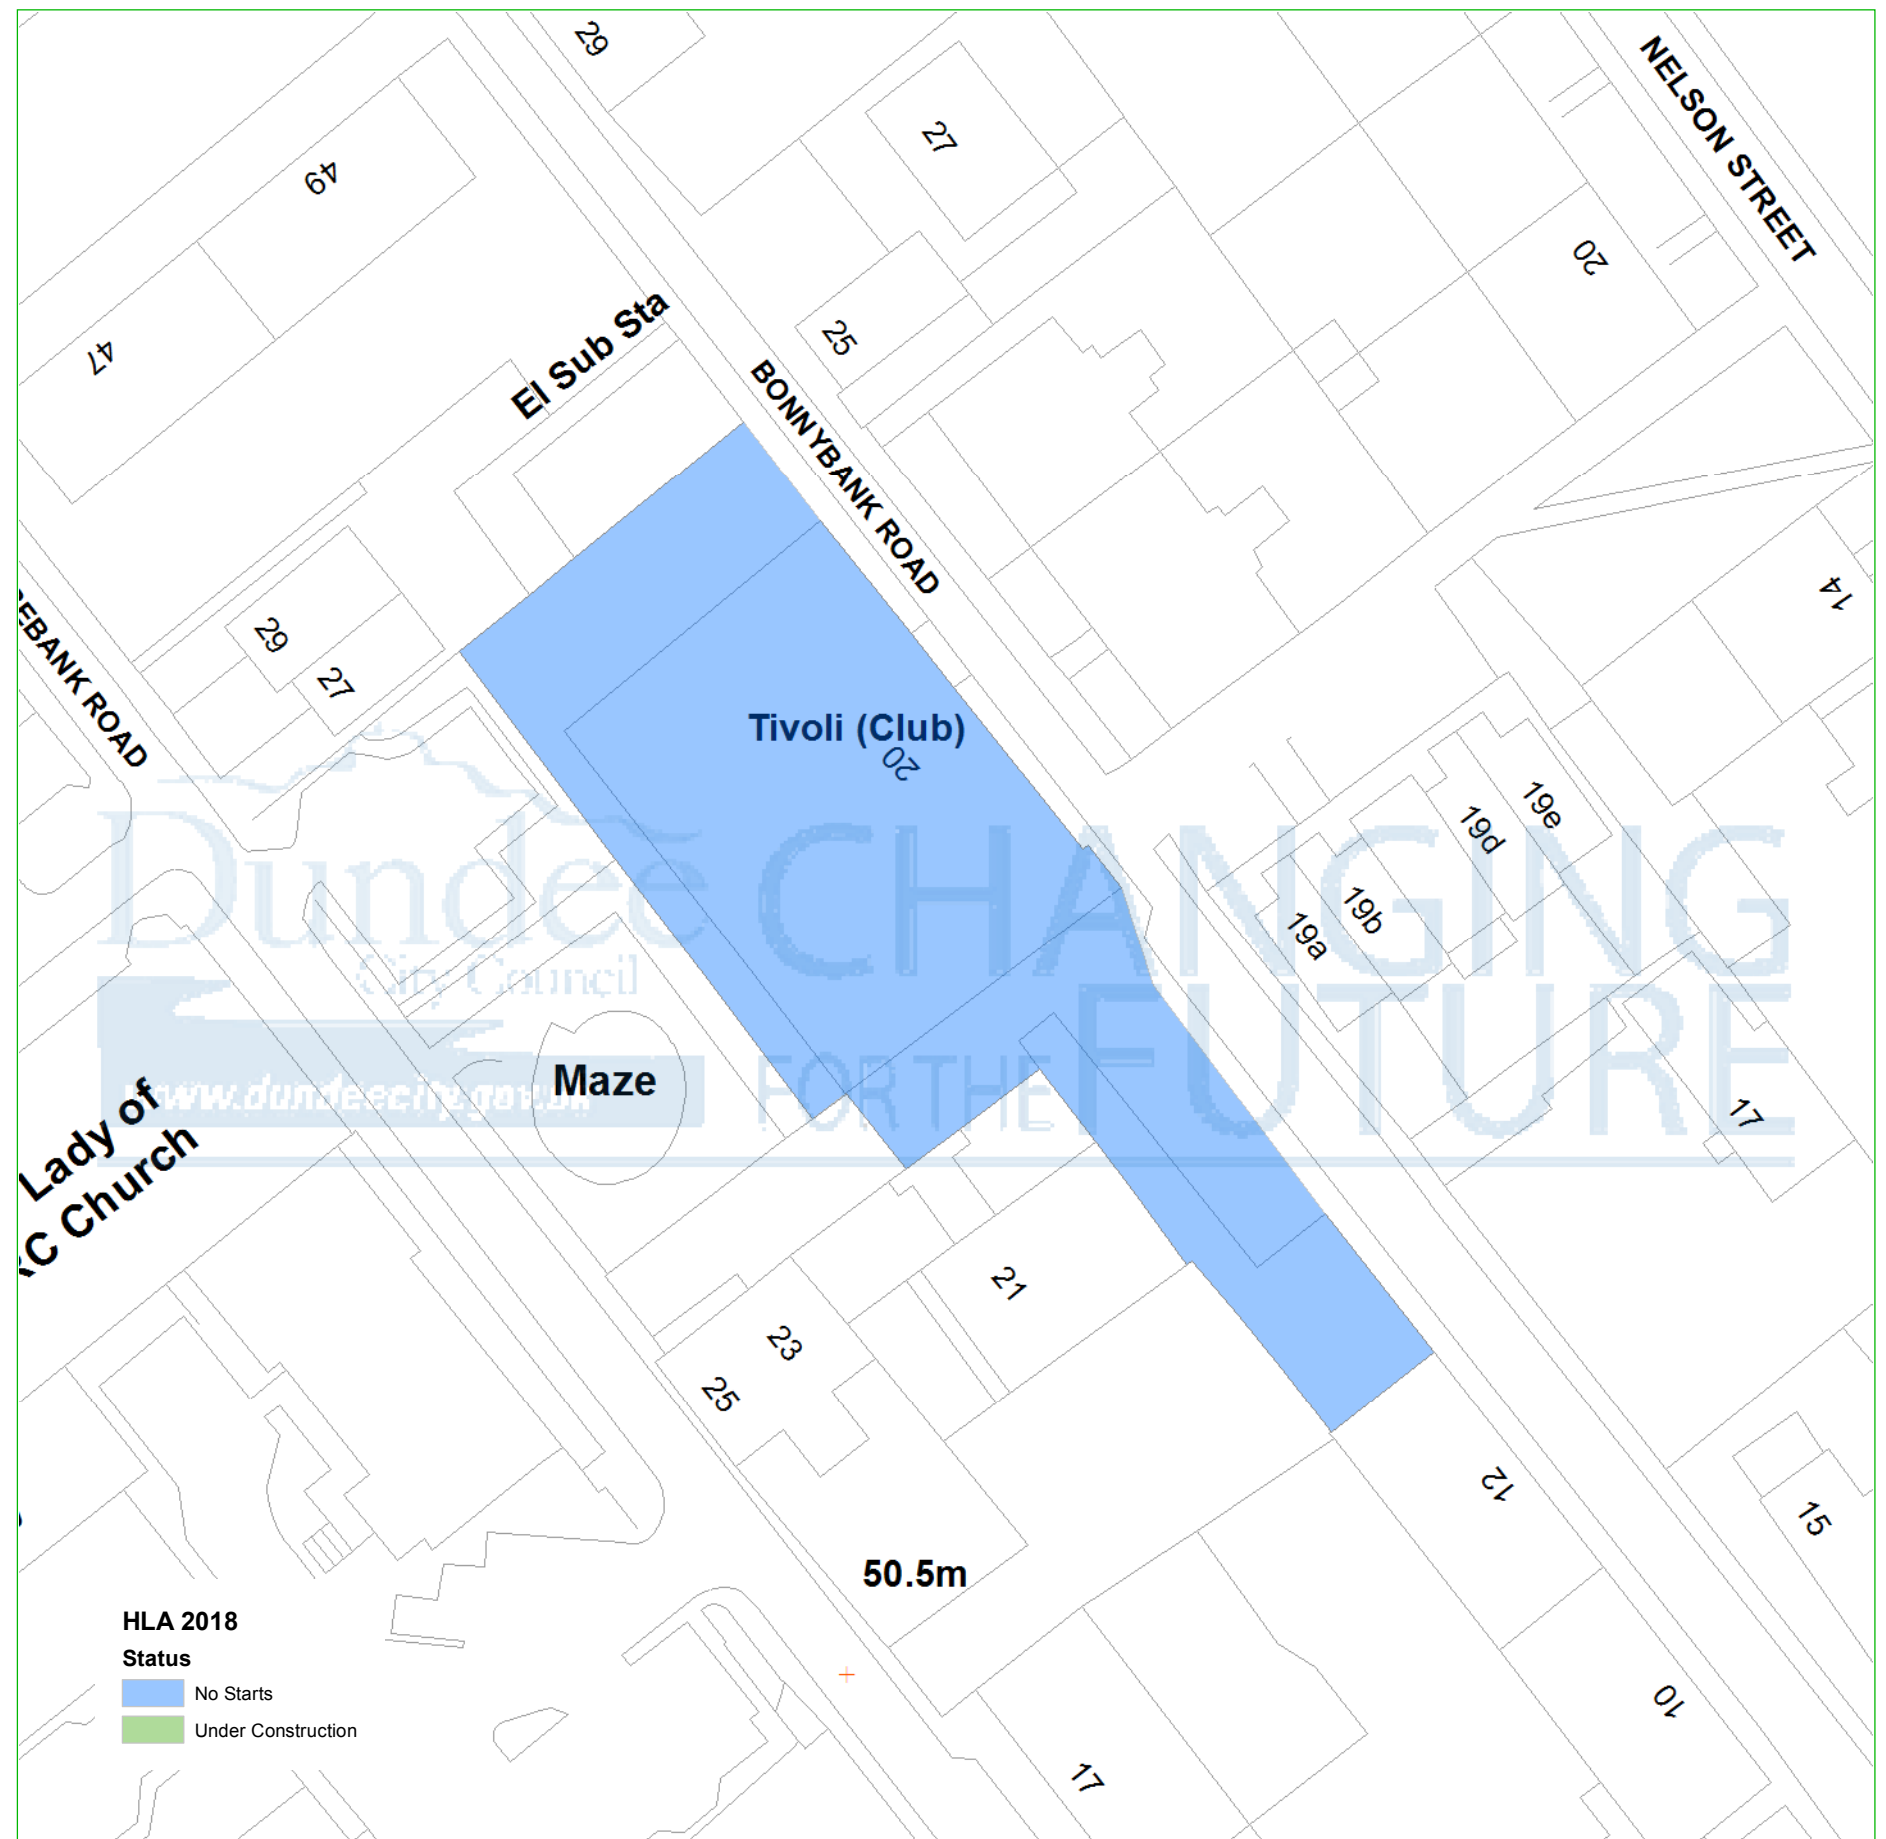 29
NELSON STREET
27
49
20
El Sub Sta
25
47
BONNYBANK ROAD
14
29
27
EBANK ROAD
Tivoli (Club)
20
19e
19d
19b
19a
Dundee
City Council
www.dundeecity.gov.uk
CHANGING
FOR THE FUTURE
Maze
17
Lady of
C Church
21
23
25
12
15
50.5m
10
17
HLA 2018
Status
No Starts
Under Construction